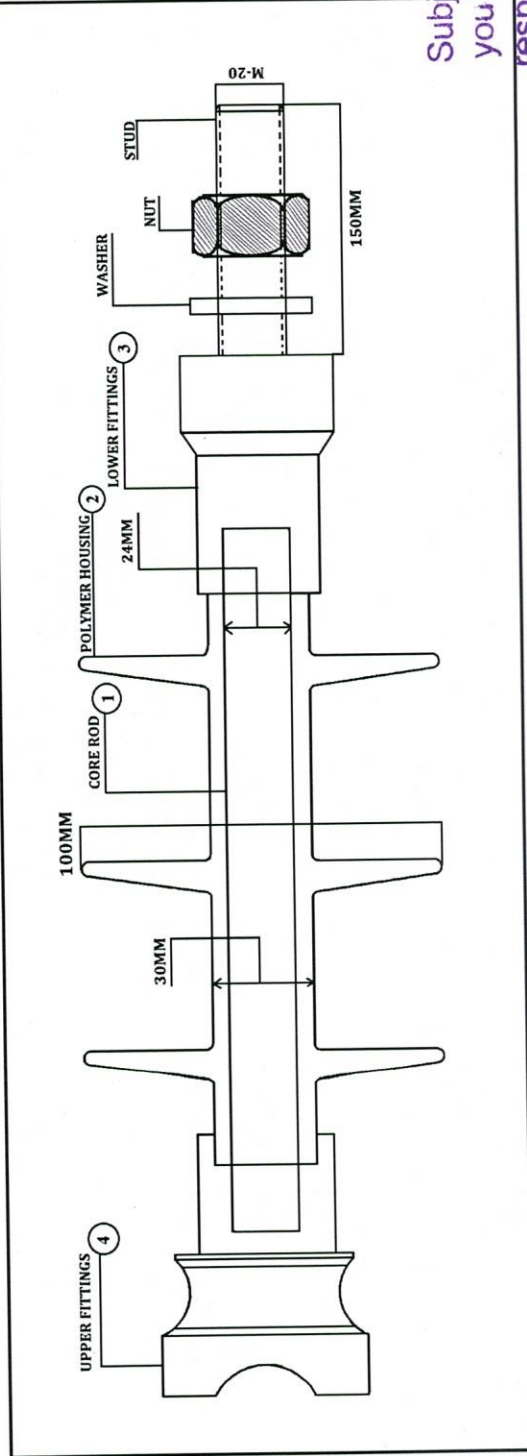 UPPER FITTINGS 4
30MM
100MM
CORE ROD 1
POLYMER HOUSING 2
24MM
LOWER FITTINGS 3
WASHER
NUT
STUD
M-20
150MM
Subj
you
resp